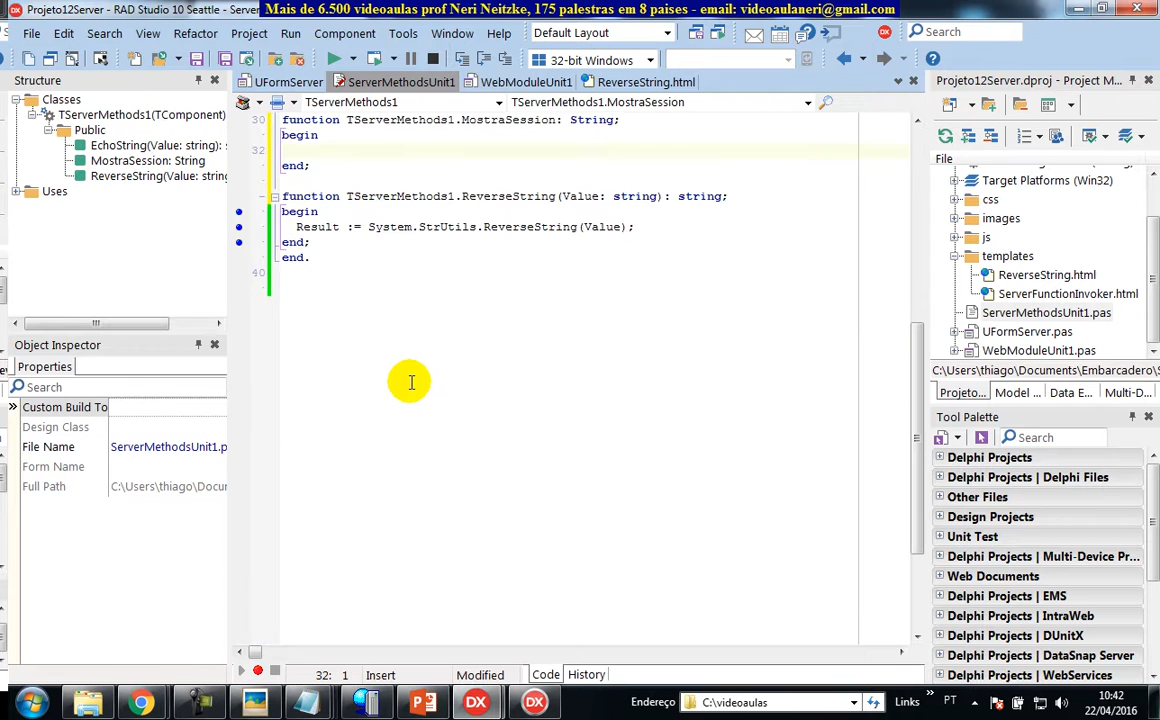 Projeto12Server - RAD Studio 10 Seattle - Server
Mais de 6.500 videoaulas prof Neri Neitzke, 175 palestras em 8 paises - email: videoaulaneri@gmail.com
File Edit Search View Refactor Project Run Component Tools Window Help
Default Layout
Search
32-bit Windows
Structure
Classes
TServerMethods1(TComponent)
Public
EchoString(Value: string):
MostraSession: String
ReverseString(Value: string
Uses
Object Inspector
Properties
Search
Custom Build To
Design Class
File Name ServerMethodsUnit1.p
Form Name
Full Path C:\Users\thiago\Docum
UFormServer ServerMethodsUnit1 WebModuleUnit1 ReverseString.html
TServerMethods1 TServerMethods1.MostraSession
30 function TServerMethods1.MostraSession: String;
begin
32
end;
function TServerMethods1.ReverseString(Value: string): string;
begin
Result := System.StrUtils.ReverseString(Value);
end;
end.
40
32: 1 Insert Modified Code History
Projeto12Server.dproj - Project M...
File
Target Platforms (Win32)
css
images
js
templates
ReverseString.html
ServerFunctionInvoker.html
ServerMethodsUnit1.pas
UFormServer.pas
WebModuleUnit1.pas
C:\Users\thiago\Documents\Embarcadero\S
Projeto... Model ... Data E... Multi-D...
Tool Palette
Search
Delphi Projects
Delphi Projects | Delphi Files
Other Files
Design Projects
Unit Test
Delphi Projects | Multi-Device Pr...
Web Documents
Delphi Projects | EMS
Delphi Projects | IntraWeb
Delphi Projects | DUnitX
Delphi Projects | DataSnap Server
Delphi Projects | WebServices
Endereço C:\videoaulas Links PT 10:42
22/04/2016